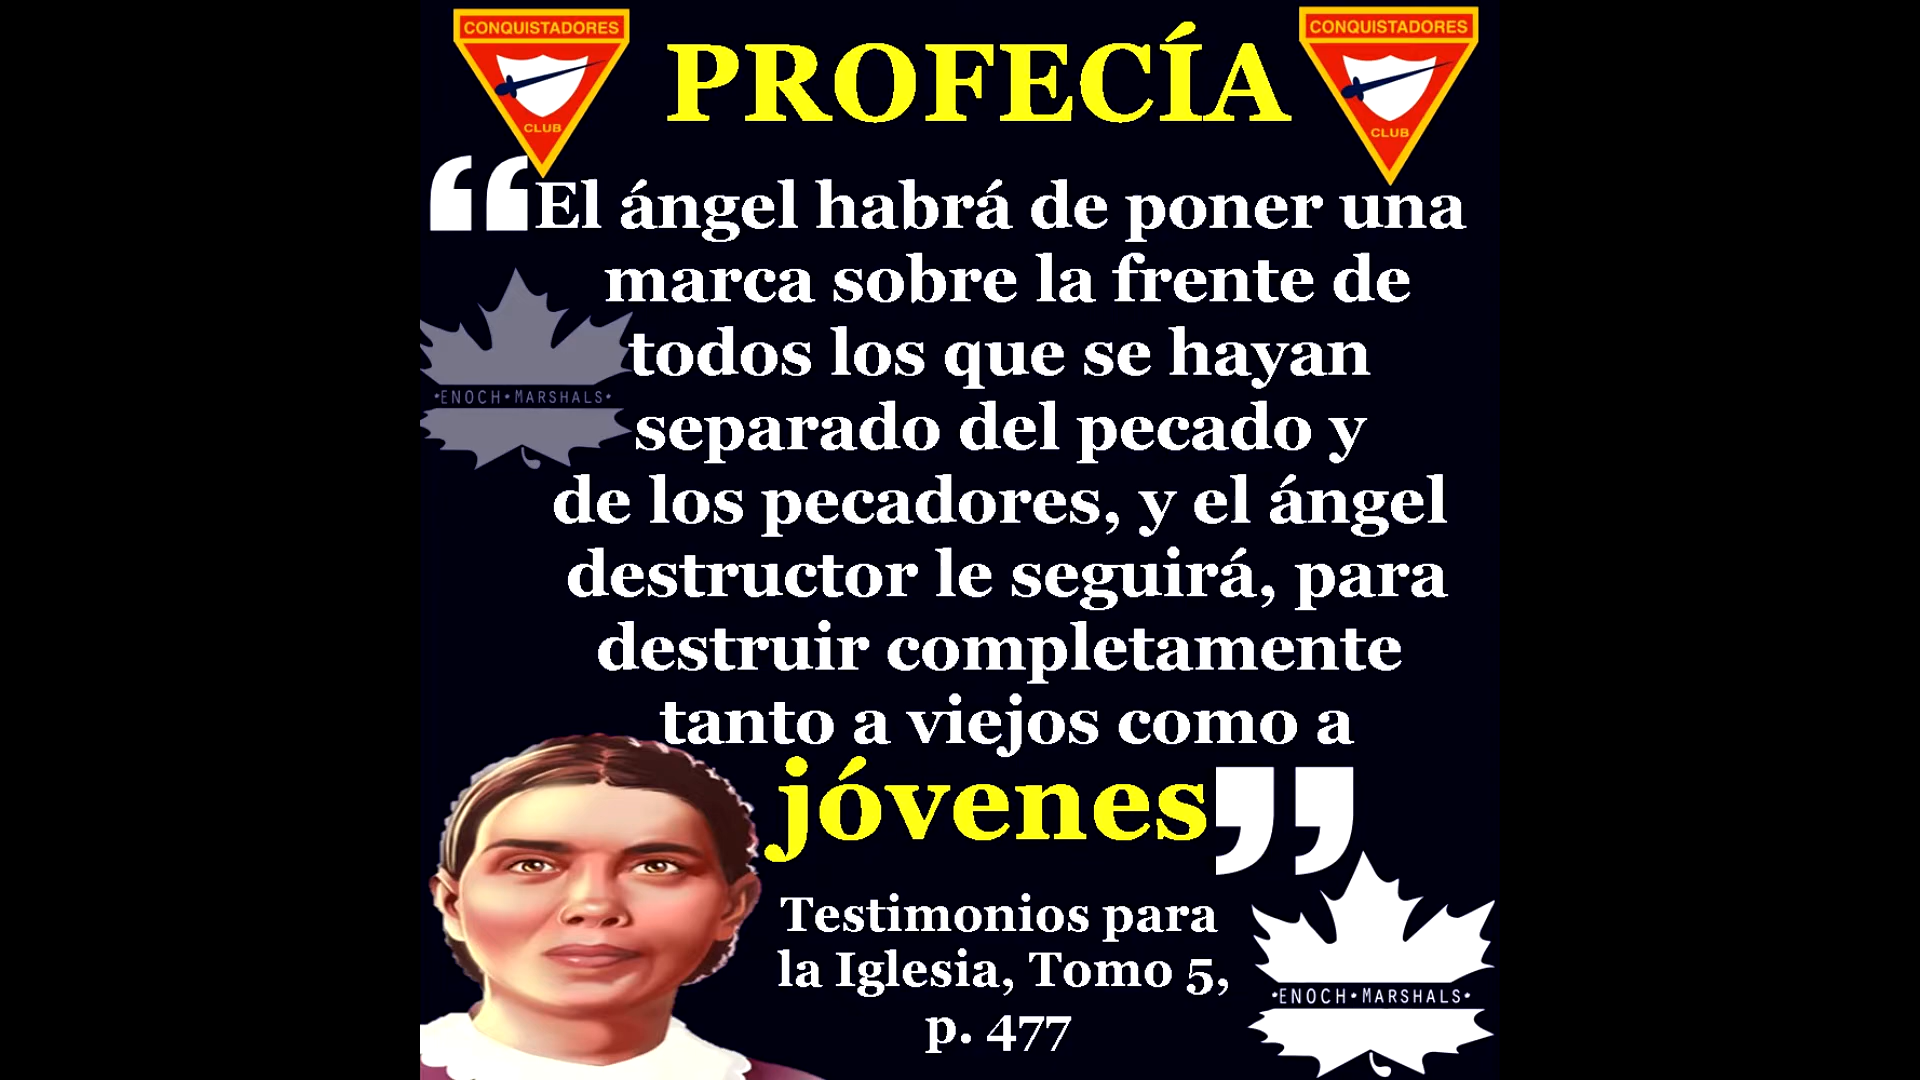 CONQUISTADORES
CLUB
PROFECÍA
CONQUISTADORES
CLUB
“El ángel habrá de poner una
marca sobre la frente de
todos los que se hayan
separado del pecado y
de los pecadores, y el ángel
destructor le seguirá, para
destruir completamente
tanto a viejos como a
jóvenes”
•ENOCH•MARSHALS•
Testimonios para
la Iglesia, Tomo 5,
p. 477
•ENOCH•MARSHALS•